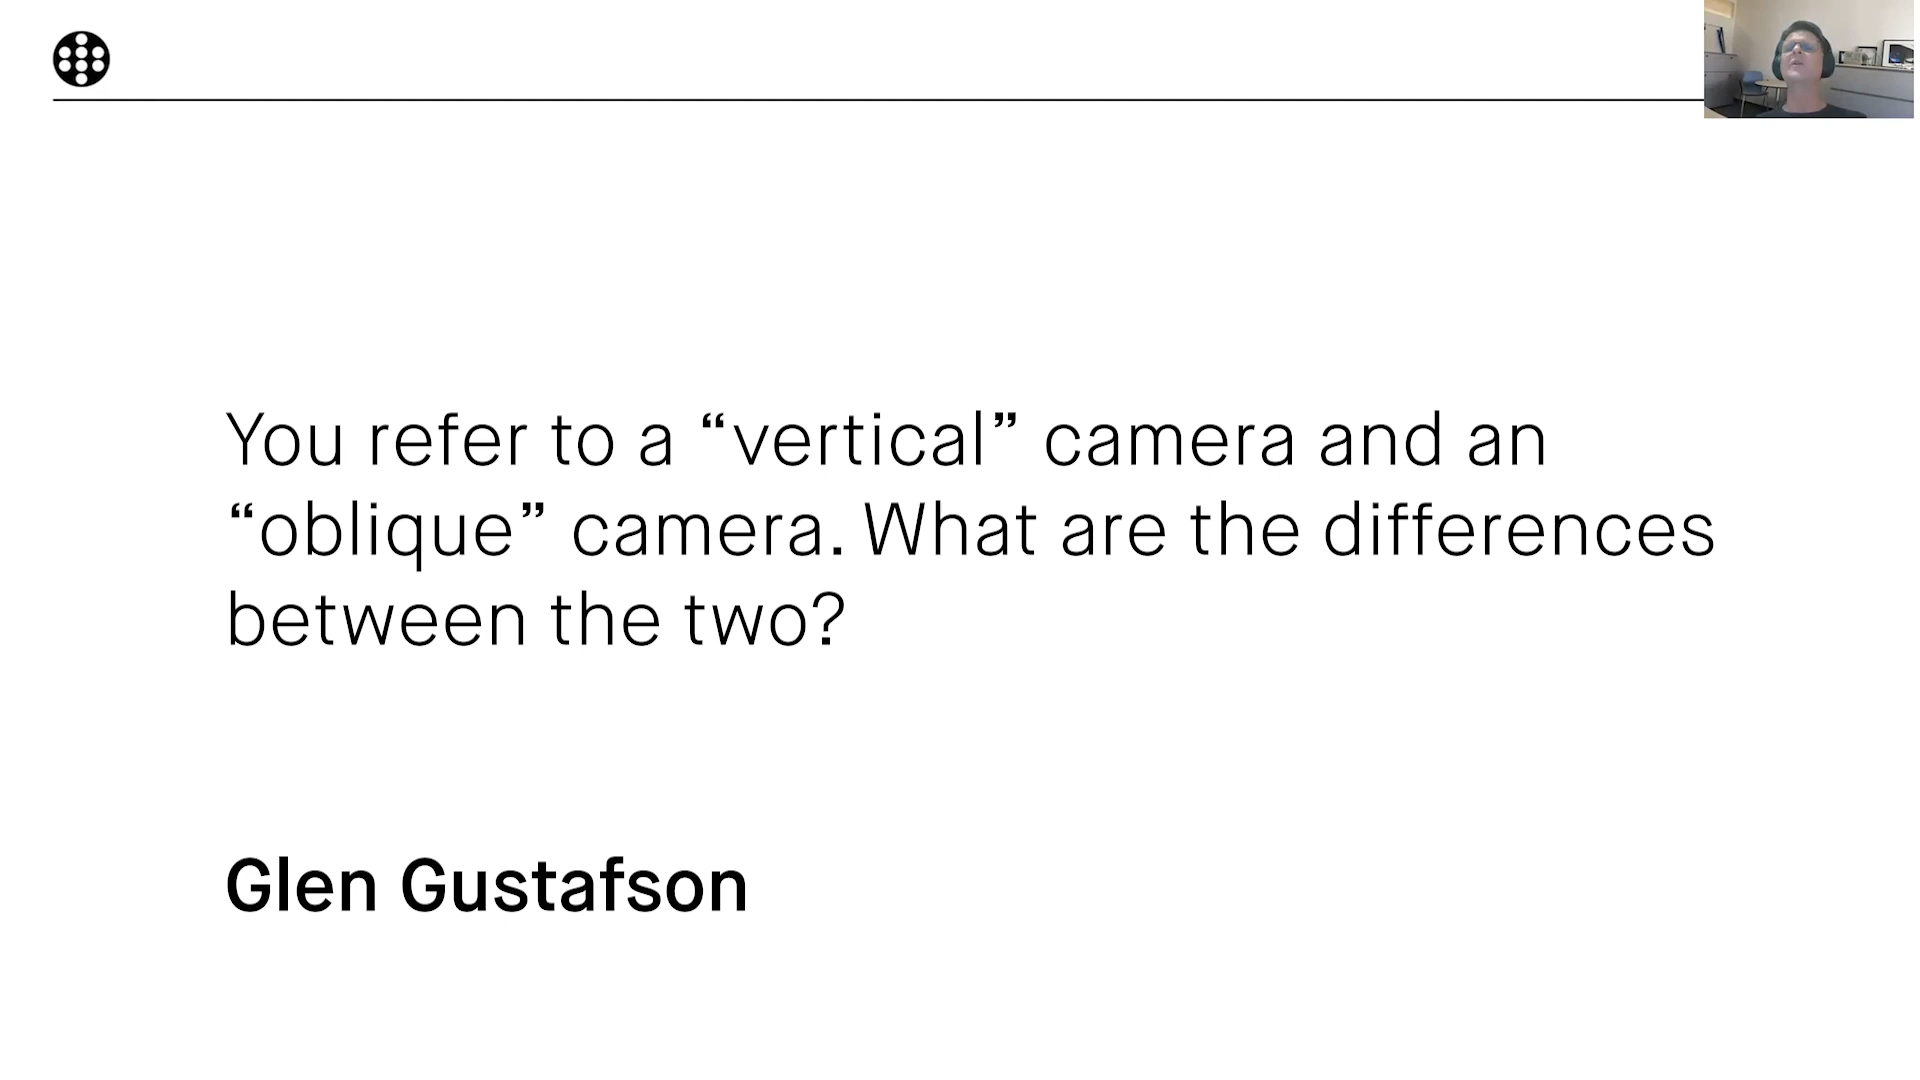 You refer to a “vertical” camera and an
“oblique” camera. What are the differences
between the two?
Glen Gustafson